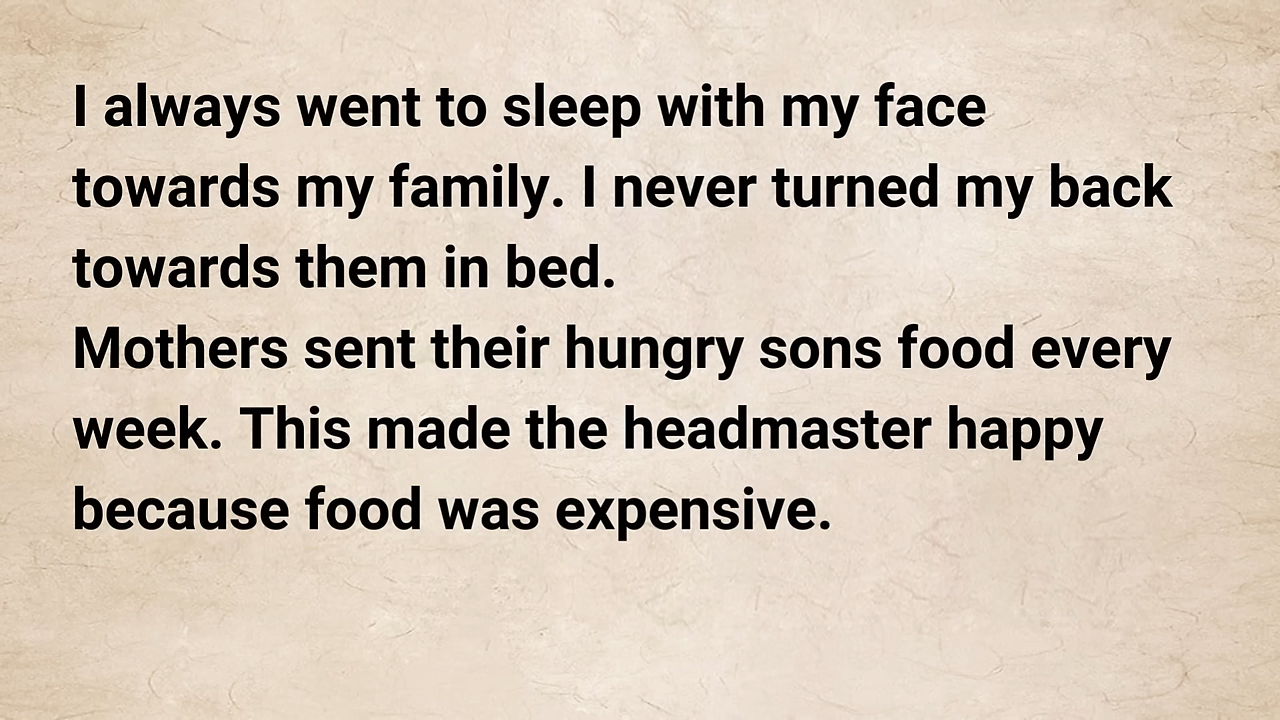 I always went to sleep with my face
towards my family. I never turned my back
towards them in bed.
Mothers sent their hungry sons food every
week. This made the headmaster happy
because food was expensive.